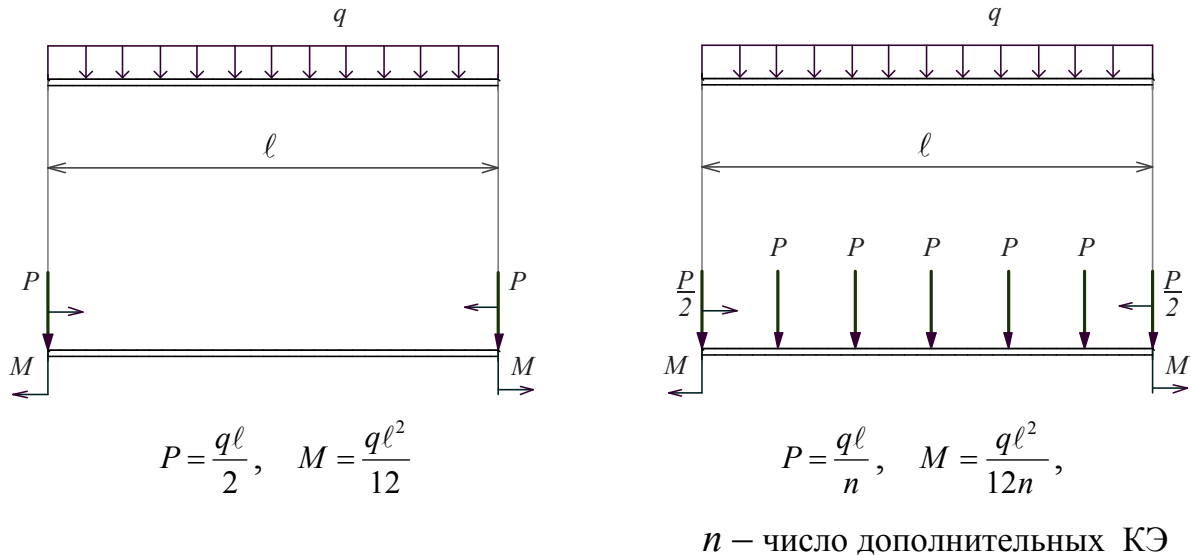 q
ℓ
P P
M M
P = qℓ/2, M = qℓ²/12
q
ℓ
P P P P P
P/2 P/2
M M
P = qℓ/n, M = qℓ²/12n,
n – число дополнительных КЭ